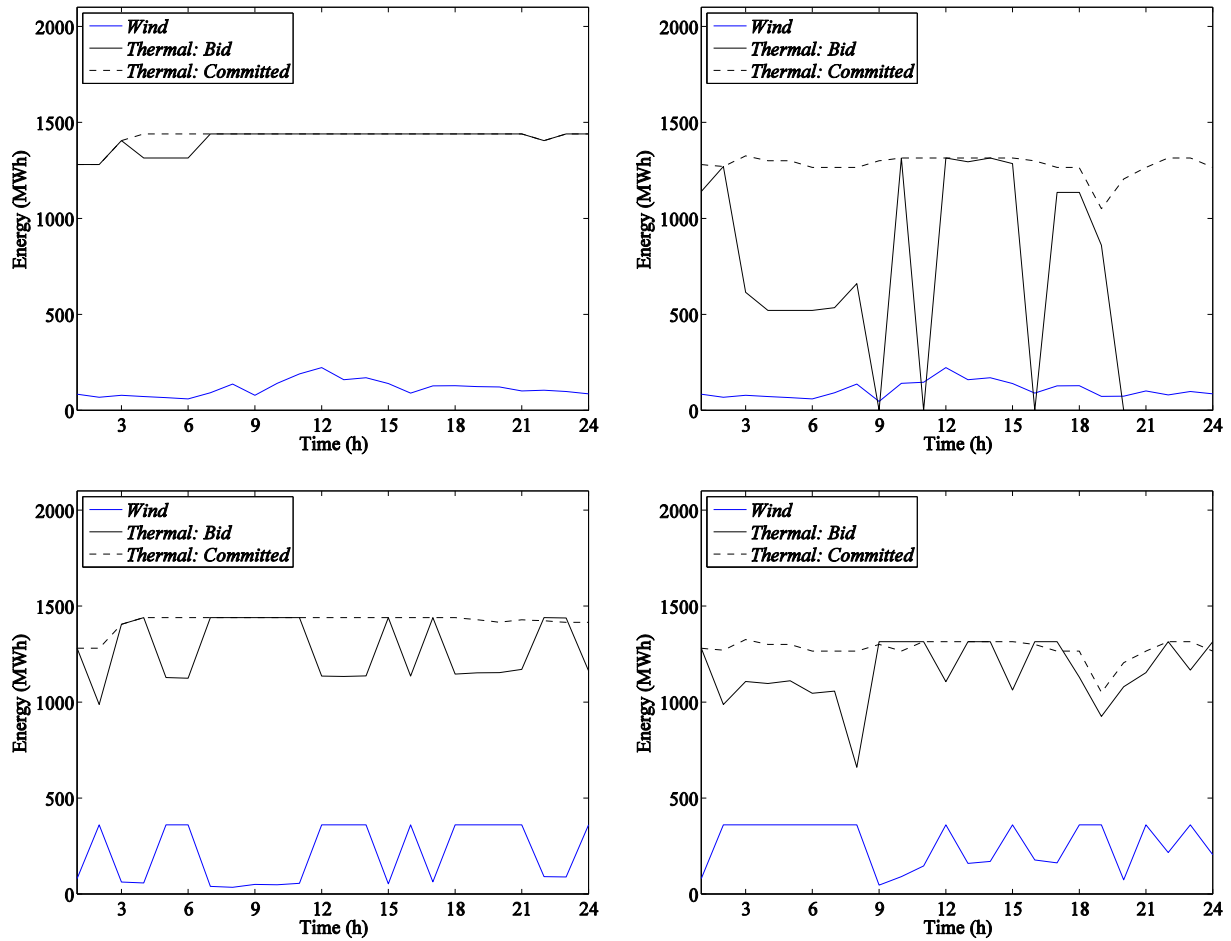 2000
1500
1000
500
0
Energy (MWh)
Wind
Thermal: Bid
Thermal: Committed
3 6 9 12 15 18 21 24
Time (h)
2000
1500
1000
500
0
Energy (MWh)
Wind
Thermal: Bid
Thermal: Committed
3 6 9 12 15 18 21 24
Time (h)
2000
1500
1000
500
0
Energy (MWh)
Wind
Thermal: Bid
Thermal: Committed
3 6 9 12 15 18 21 24
Time (h)
2000
1500
1000
500
0
Energy (MWh)
Wind
Thermal: Bid
Thermal: Committed
3 6 9 12 15 18 21 24
Time (h)